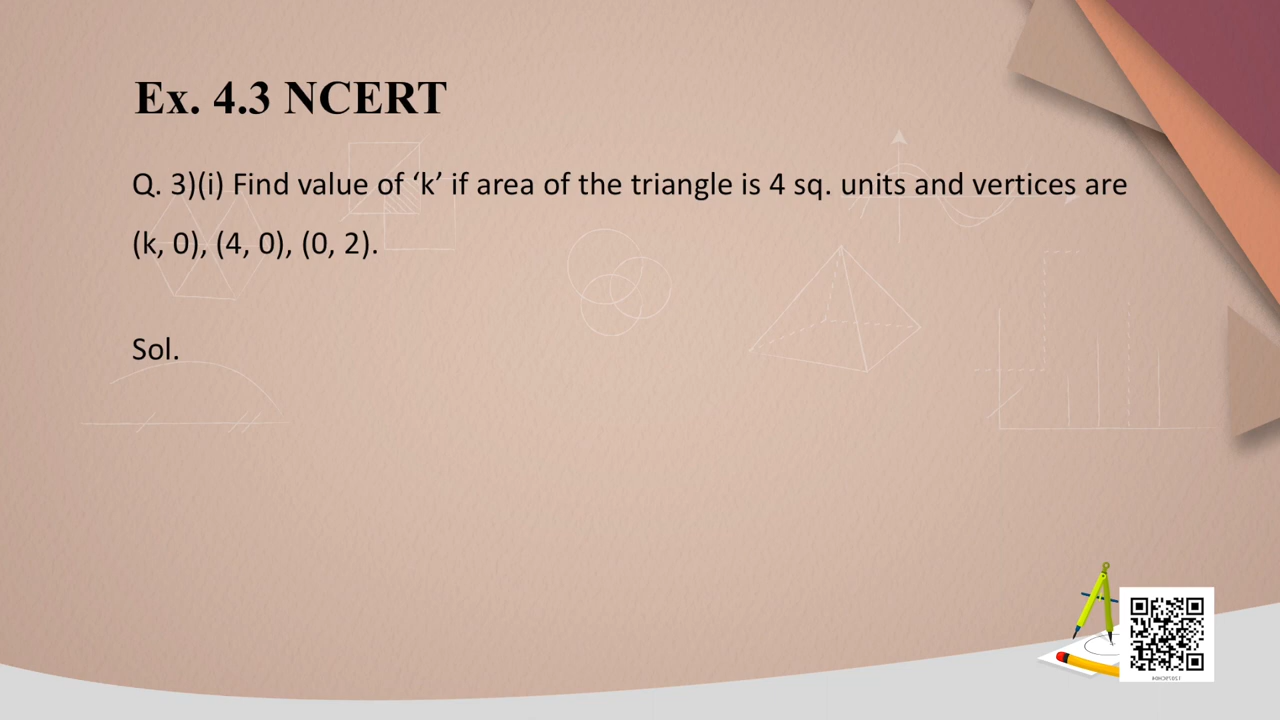 Ex. 4.3 NCERT
Q. 3)(i) Find value of ‘k’ if area of the triangle is 4 sq. units and vertices are
(k, 0), (4, 0), (0, 2).
Sol.